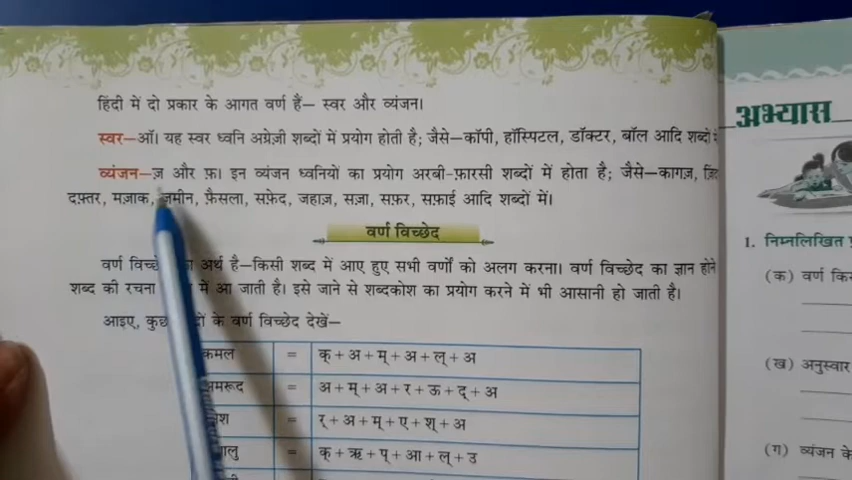 हिंदी में दो प्रकार के आगत वर्ण हैं— स्वर और व्यंजन।
स्वर—ऑ। यह स्वर ध्वनि अग्रेज़ी शब्दों में प्रयोग होती है; जैसे—कॉपी, हॉस्पिटल, डॉक्टर, बॉल आदि शब्दों
व्यंजन—ज़ और फ़। इन व्यंजन ध्वनियों का प्रयोग अरबी-फ़ारसी शब्दों में होता है; जैसे—कागज़,
दफ़्तर, मज़ाक, ज़मीन, फ़ैसला, सफ़ेद, जहाज़, सज़ा, सफ़र, सफ़ाई आदि शब्दों में।
वर्ण विच्छेद
वर्ण अर्थ है—किसी शब्द में आए हुए सभी वर्णों को अलग करना। वर्ण विच्छेद का ज्ञान होने
शब्द की रचना में आ जाती है। इसे जाने से शब्दकोश का प्रयोग करने में भी आसानी हो जाती है।
आइए, के वर्ण विच्छेद देखें—
कमल = क् + अ + म् + अ + ल् + अ
अमरूद = अ + म् + अ + र + ऊ + द् + अ
= र् + अ + म् + ए + श् + अ
= क् + ऋ + प् + आ + ल् + उ
अभ्यास
1. निम्नलिखित
(क) वर्ण
(ख) अनुस्वार
(ग) व्यंजन के